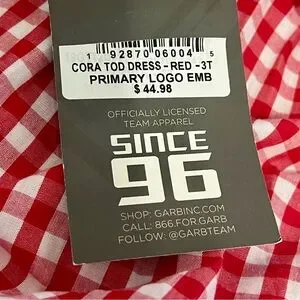 1 92870 06004 5
CORA TOD DRESS - RED - 3T
PRIMARY LOGO EMB
$ 44.98
OFFICIALLY LICENSED
TEAM APPAREL
SINCE
96
SHOP: GARBINC.COM
CALL: 866.FOR.GARB
FOLLOW: @GARBTEAM